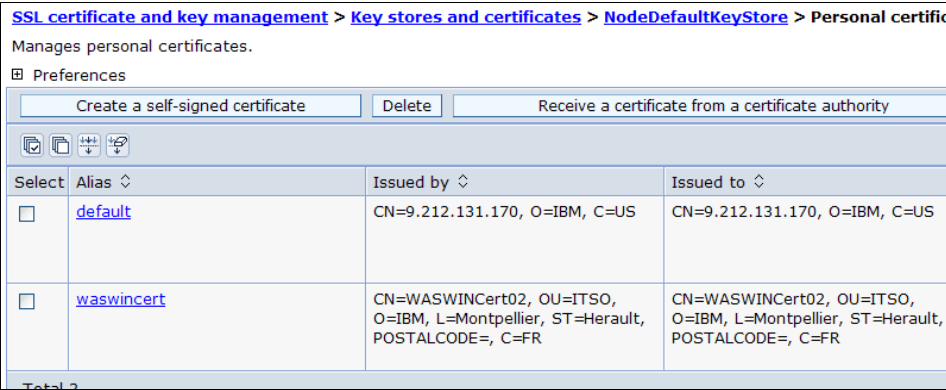 SSL certificate and key management > Key stores and certificates > NodeDefaultKeyStore > Personal
Manages personal certificates.
Preferences
Create a self-signed certificate Delete Receive a certificate from a certificate authority
Select Alias Issued by Issued to
default CN=9.212.131.170, O=IBM, C=US CN=9.212.131.170, O=IBM, C=US
waswincert CN=WASWINCert02, OU=ITSO, CN=WASWINCert02, OU=ITSO,
O=IBM, L=Montpellier, ST=Herault, O=IBM, L=Montpellier, ST=Herault,
POSTALCODE=, C=FR POSTALCODE=, C=FR
Total 2